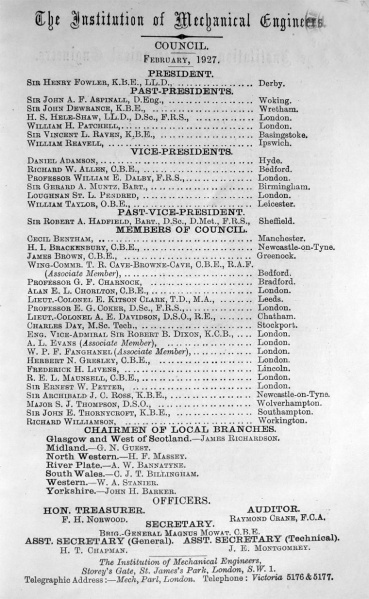 The Institution of Mechanical Engineers.
COUNCIL.
FEBRUARY, 1927.
PRESIDENT.
SIR HENRY FOWLER, K.B.E., LL.D., .................. Derby.
PAST-PRESIDENTS.
SIR JOHN A. F. ASPINALL, D.Eng., .................. Woking.
SIR JOHN DEWRANCE, K.B.E., .................. Wretham.
H. S. HELE-SHAW, LL.D., D.Sc., F.R.S., .................. London.
WILLIAM H. PATCHELL, .................. London.
SIR VINCENT L. RAVEN, K.B.E., .................. Basingstoke.
WILLIAM REAVELL, .................. Ipswich.
VICE-PRESIDENTS.
DANIEL ADAMSON, .................. Hyde.
RICHARD W. ALLEN, C.B.E., .................. Bedford.
PROFESSOR WILLIAM E. DALBY, F.R.S., .................. London.
SIR GERARD A. MUNTZ, BART., .................. Birmingham.
LOUGHNAN ST. L. PENDRED, .................. London.
WILLIAM TAYLOR, O.B.E., .................. Leicester.
PAST-VICE-PRESIDENT.
SIR ROBERT A. HADFIELD, BART., D.Sc., D.Met., F.R.S., Sheffield.
MEMBERS OF COUNCIL.
CECIL BENTHAM, .................. Manchester.
H. I. BRACKENBURY, C.B.E., .................. Newcastle-on-Tyne.
JAMES BROWN, C.B.E., .................. Greenock.
WING-COMMR. T. R. CAVE-BROWNE-CAVE, C.B.E., R.A.F.
(Associate Member), .................. Bedford.
PROFESSOR G. F. CHARNOCK, .................. Bradford.
ALAN E. L. CHORLTON, C.B.E., .................. London.
LIEUT.-COLONEL E. KITSON CLARK, T.D., M.A., .................. Leeds.
PROFESSOR E. G. COKER, D.Sc., F.R.S., .................. London.
LIEUT.-COLONEL A. E. DAVIDSON, D.S.O., R.E., .................. Chatham.
CHARLES DAY, M.Sc. Tech., .................. Stockport.
ENG. VICE-ADMIRAL SIR ROBERT B. DIXON, K.C.B., .... London.
A. L. EVANS (Associate Member), .................. London.
W. P. F. FANGHANEL (Associate Member), .................. London.
HERBERT N. GRESLEY, C.B.E., .................. London.
FREDERICK H. LIVENS, .................. Lincoln.
R. E. L. MAUNSELL, C.B.E., .................. London.
SIR ERNEST W. PETTER, .................. London.
SIR ARCHIBALD J. C. ROSS, K.B.E., .................. Newcastle-on-Tyne.
MAJOR S. J. THOMPSON, D.S.O., .................. Wolverhampton.
SIR JOHN E. THORNYCROFT, K.B.E., .................. Southampton.
RICHARD WILLIAMSON, .................. Workington.
CHAIRMEN OF LOCAL BRANCHES.
Glasgow and West of Scotland.—JAMES RICHARDSON.
Midland.—G. N. GUEST.
North Western.—H. F. MASSEY.
River Plate.—A. W. BANNATYNE.
South Wales.—C. J. T. BILLINGHAM.
Western.—W. A. STANIER.
Yorkshire.—JOHN H. BARKER.
OFFICERS.
HON. TREASURER. AUDITOR.
F. H. NORWOOD. RAYMOND CRANE, F.C.A.
SECRETARY.
BRIG.-GENERAL MAGNUS MOWAT, C.B.E.
ASST. SECRETARY (General). ASST. SECRETARY (Technical).
H. T. CHAPMAN. J. E. MONTGOMREY.
The Institution of Mechanical Engineers,
Storey's Gate, St. James's Park, London, S.W. 1.
Telegraphic Address:—Mech, Parl, London. Telephone: Victoria 5176 & 5177.